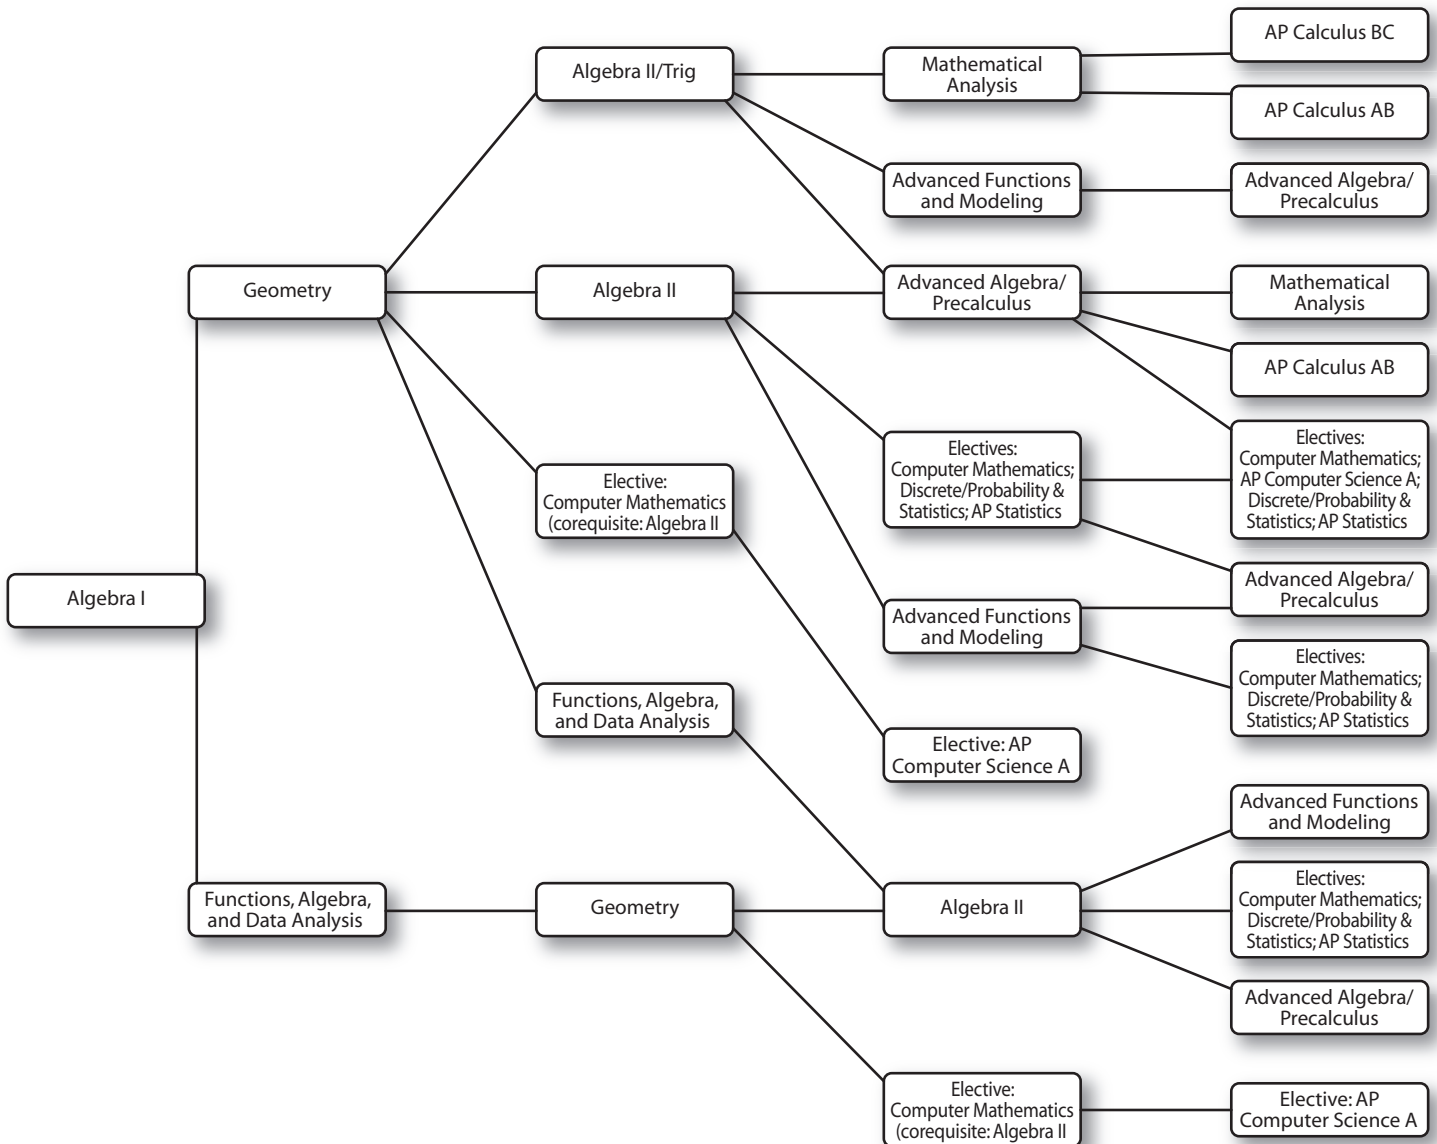 Algebra I
Geometry
Functions, Algebra,
and Data Analysis
Algebra II/Trig
Algebra II
Elective:
Computer Mathematics
(corequisite: Algebra II
Functions, Algebra,
and Data Analysis
Geometry
Mathematical
Analysis
Advanced Functions
and Modeling
Advanced Algebra/
Precalculus
Electives:
Computer Mathematics;
Discrete/Probability &
Statistics; AP Statistics
Advanced Functions
and Modeling
Elective: AP
Computer Science A
Algebra II
Elective:
Computer Mathematics
(corequisite: Algebra II
AP Calculus BC
AP Calculus AB
Advanced Algebra/
Precalculus
Mathematical
Analysis
AP Calculus AB
Electives:
Computer Mathematics;
AP Computer Science A;
Discrete/Probability &
Statistics; AP Statistics
Advanced Algebra/
Precalculus
Electives:
Computer Mathematics;
Discrete/Probability &
Statistics; AP Statistics
Advanced Functions
and Modeling
Electives:
Computer Mathematics;
Discrete/Probability &
Statistics; AP Statistics
Advanced Algebra/
Precalculus
Elective: AP
Computer Science A